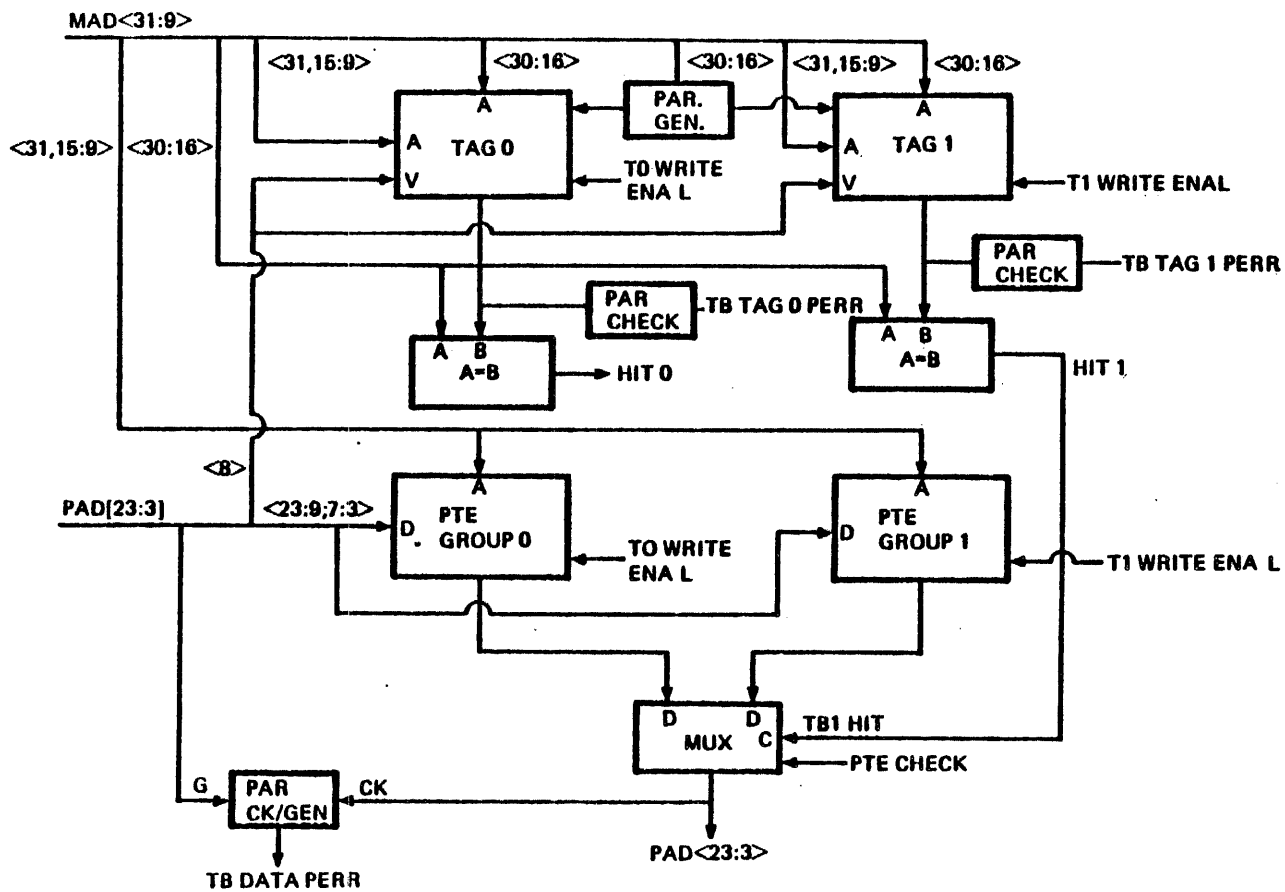 MAD<31:9>
<31,15:9>
<30:16>
<30:16>
<31,15:9>
<30:16>
A
PAR.
GEN.
A
<31,15:9>
<30:16>
A
TAG 0
V
T0 WRITE
ENA L
A
TAG 1
V
T1 WRITE ENAL
PAR
CHECK
TB TAG 1 PERR
PAR
CHECK
TB TAG 0 PERR
A B
A=B
HIT 0
A B
A=B
HIT 1
<8>
PAD[23:3]
<23:9;7:3>
A
D
PTE
GROUP 0
TO WRITE
ENA L
A
D
PTE
GROUP 1
T1 WRITE ENA L
D D
MUX C
TB1 HIT
PTE CHECK
G
PAR
CK/GEN
CK
PAD<23:3>
TB DATA PERR